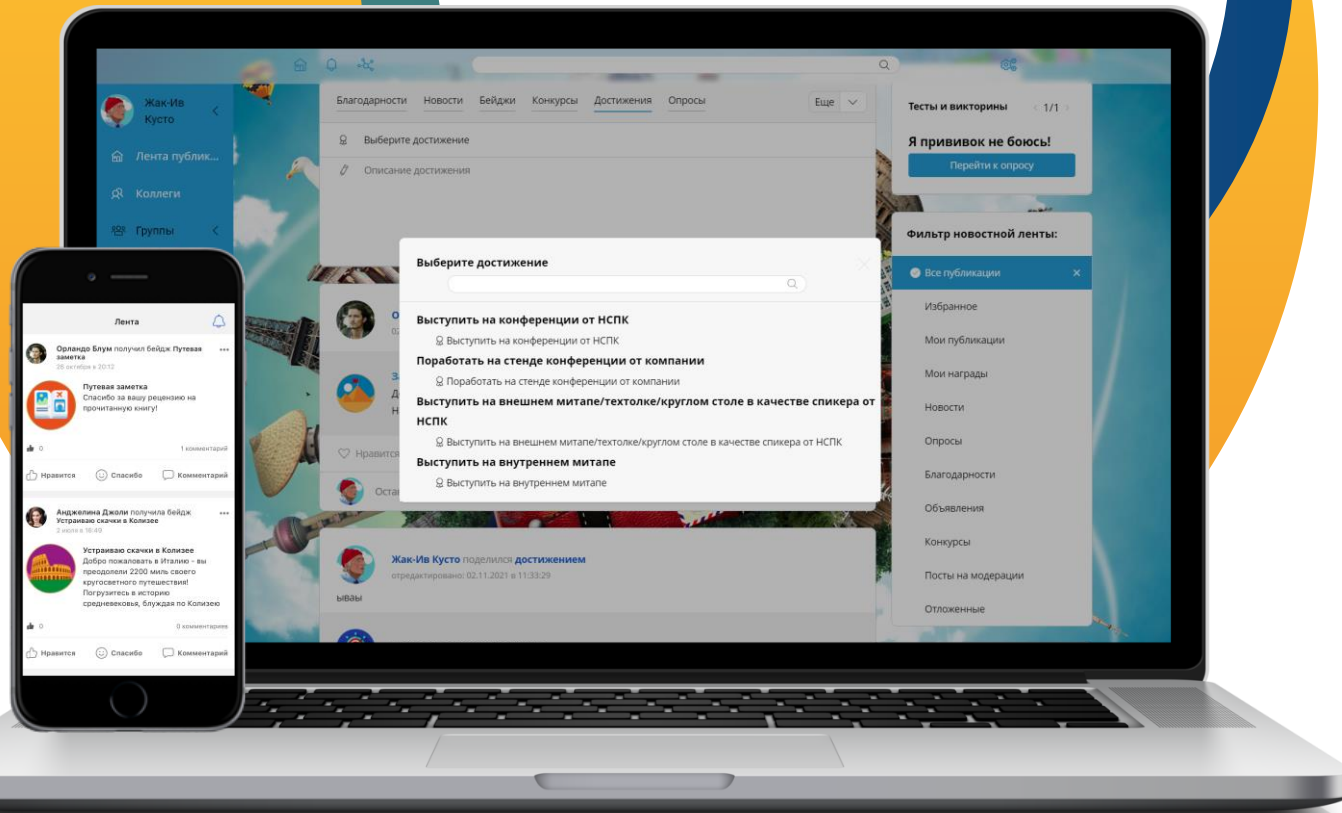 Жак-Ив
Кусто
Лента публик...
Коллеги
Группы
Благодарности Новости Бейджи Конкурсы Достижения Опросы Еще
Выберите достижение
Описание достижения
Тесты и викторины 1/1
Я прививок не боюсь!
Перейти к опросу
Фильтр новостной ленты:
Все публикации
Избранное
Мои публикации
Мои награды
Новости
Опросы
Благодарности
Объявления
Конкурсы
Посты на модерации
Отложенные
Выберите достижение
Выступить на конференции от НСПК
Выступить на конференции от НСПК
Поработать на стенде конференции от компании
Поработать на стенде конференции от компании
Выступить на внешнем митапе/техтолке/круглом столе в качестве спикера от
НСПК
Выступить на внешнем митапе/техтолке/круглом столе в качестве спикера от НСПК
Выступить на внутреннем митапе
Выступить на внутреннем митапе
Нравится
Жак-Ив Кусто поделился достижением
отредактировано: 02.11.2021 в 11:33:29
ываы
Лента
Орландо Блум получил бейдж Путевая
заметка
26 октября в 20:12
Путевая заметка
Спасибо за вашу рецензию на
прочитанную книгу!
0 1 комментарий
Нравится Спасибо Комментарий
Анджелина Джоли получила бейдж
Устраиваю скачки в Колизее
2 июля в 16:49
Устраиваю скачки в Колизее
Добро пожаловать в Италию - вы
преодолели 2200 миль своего
кругосветного путешествия!
Погрузитесь в историю
средневековья, блуждая по Колизею
0 0 комментариев
Нравится Спасибо Комментарий